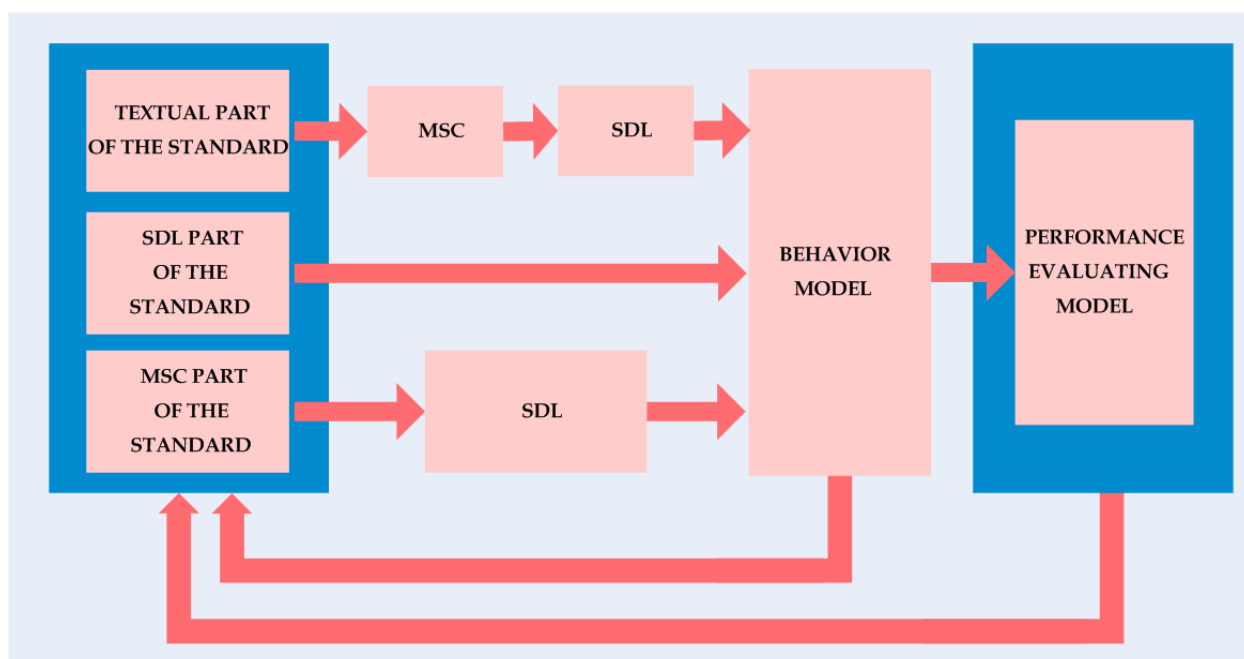 TEXTUAL PART
OF THE STANDARD
MSC
SDL
SDL PART
OF THE
STANDARD
BEHAVIOR
MODEL
PERFORMANCE
EVALUATING
MODEL
MSC PART
OF THE
STANDARD
SDL